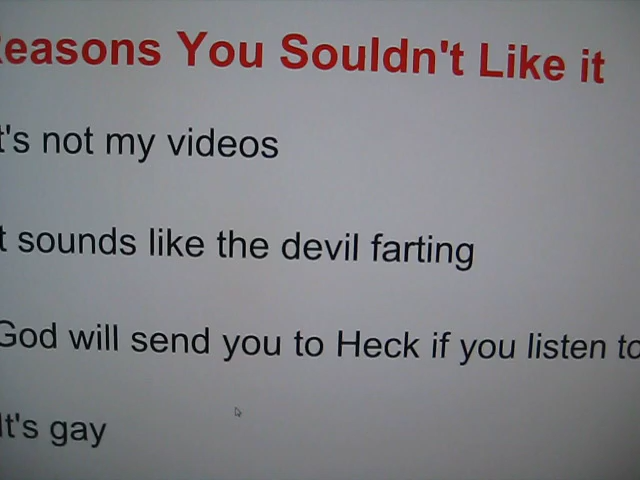 Reasons You Souldn't Like it
t's not my videos
t sounds like the devil farting
God will send you to Heck if you listen to
It's gay